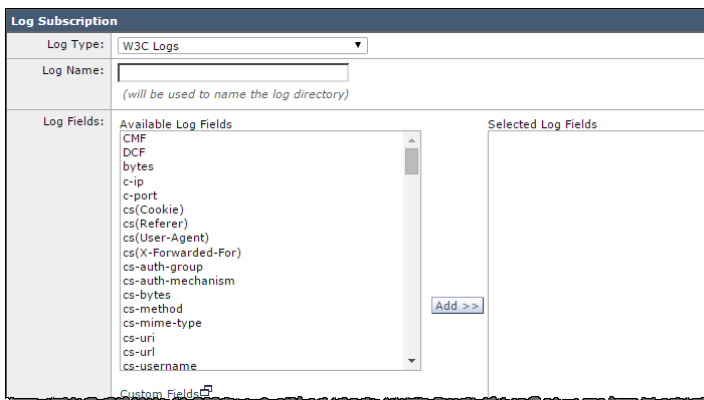 Log Subscription
Log Type: W3C Logs
Log Name:
(will be used to name the log directory)
Log Fields: Available Log Fields Selected Log Fields
CMF
DCF
bytes
c-ip
c-port
cs(Cookie)
cs(Referer)
cs(User-Agent)
cs(X-Forwarded-For)
cs-auth-group
cs-auth-mechanism
cs-bytes
cs-method
cs-mime-type
cs-uri
cs-url
cs-username
Add >>
Custom Fields